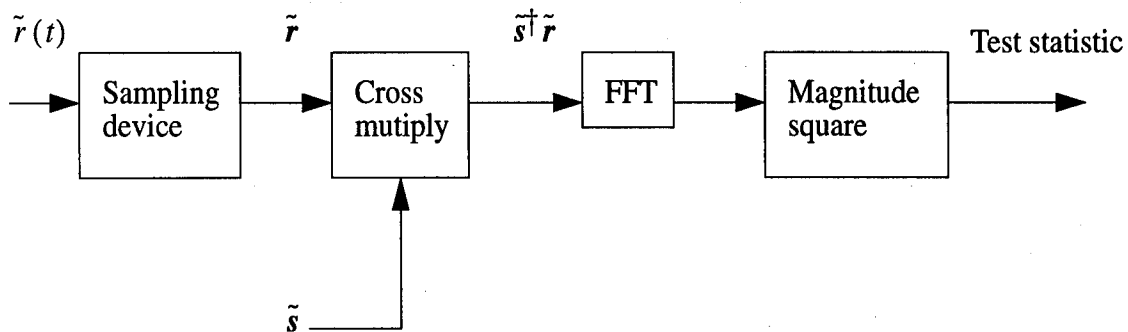 r̃ (t)
r̃
s̃† r̃
Test statistic
Sampling
device
Cross
mutiply
FFT
Magnitude
square
s̃